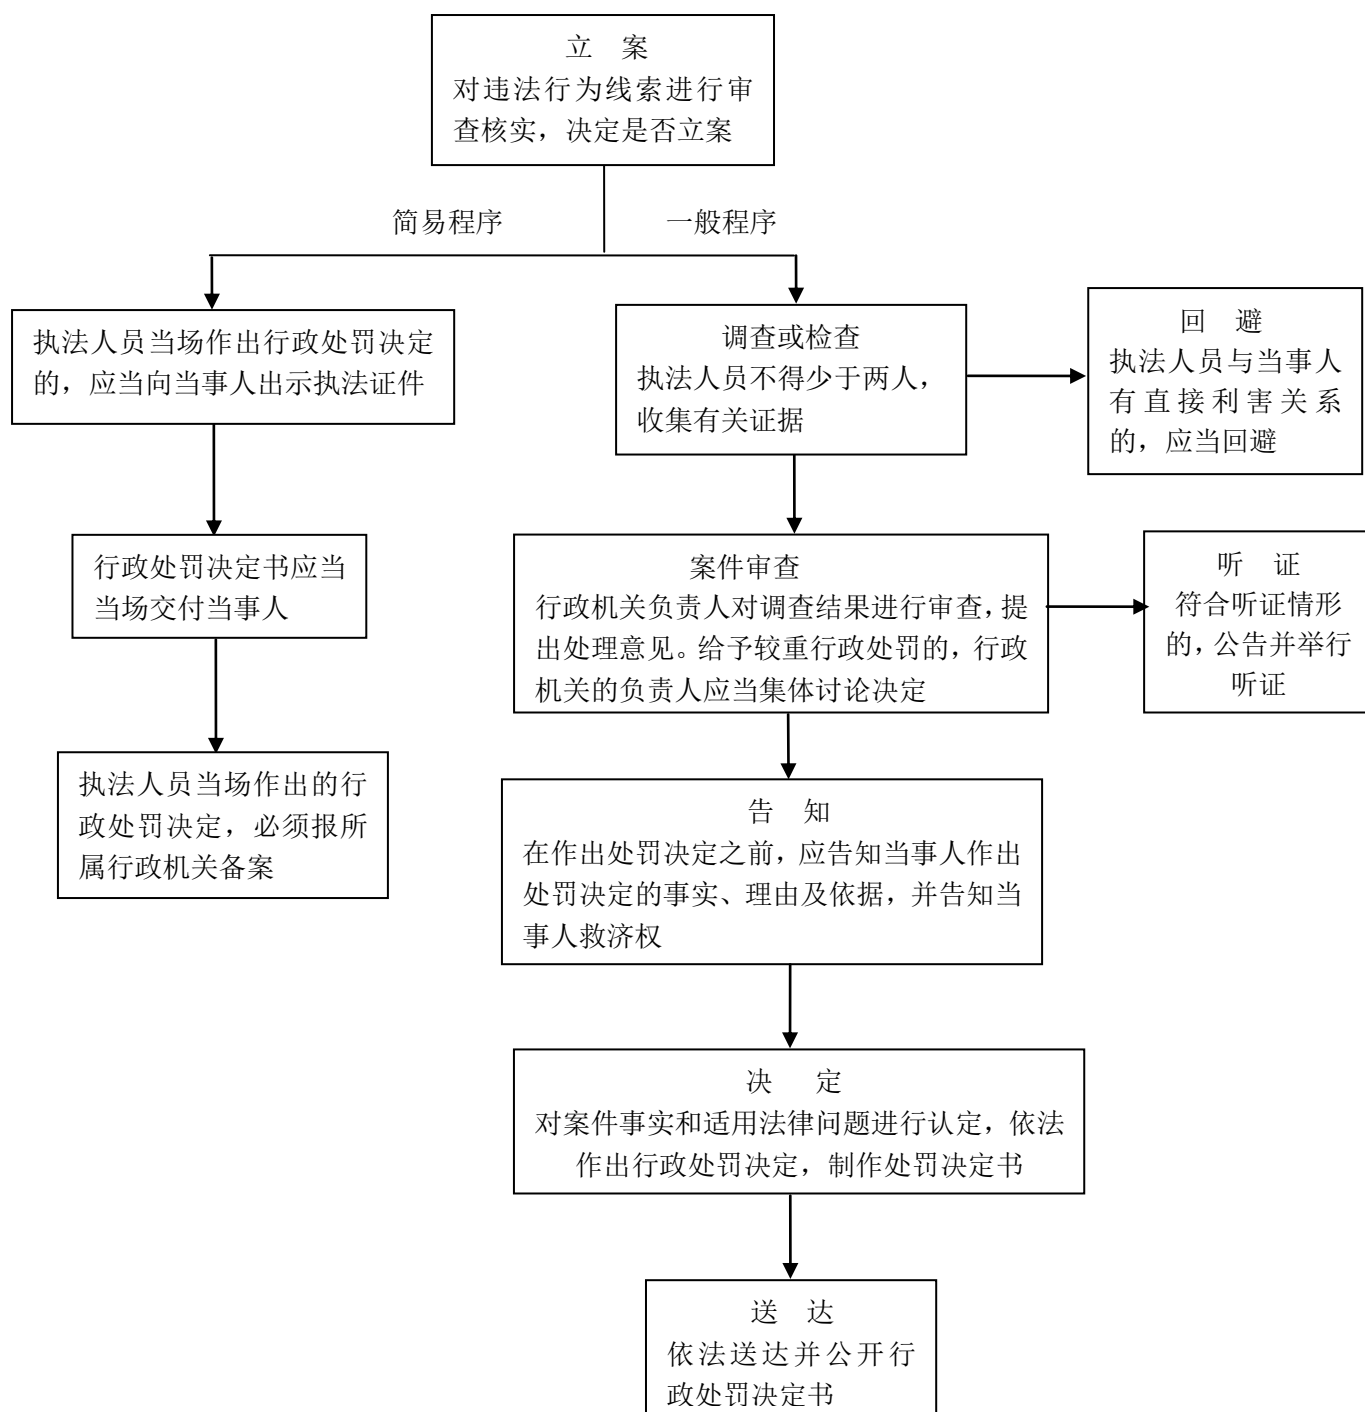 立 案
对违法行为线索进行审
查核实，决定是否立案
简易程序
一般程序
执法人员当场作出行政处罚决定
的，应当向当事人出示执法证件
行政处罚决定书应当
当场交付当事人
执法人员当场作出的行
政处罚决定，必须报所
属行政机关备案
调查或检查
执法人员不得少于两人，
收集有关证据
回 避
执法人员与当事人
有直接利害关系
的，应当回避
案件审查
行政机关负责人对调查结果进行审查，提
出处理意见。给予较重行政处罚的，行政
机关的负责人应当集体讨论决定
听 证
符合听证情形
的，公告并举行
听证
告 知
在作出处罚决定之前，应告知当事人作出
处罚决定的事实、理由及依据，并告知当
事人救济权
决 定
对案件事实和适用法律问题进行认定，依法
作出行政处罚决定，制作处罚决定书
送 达
依法送达并公开行
政处罚决定书